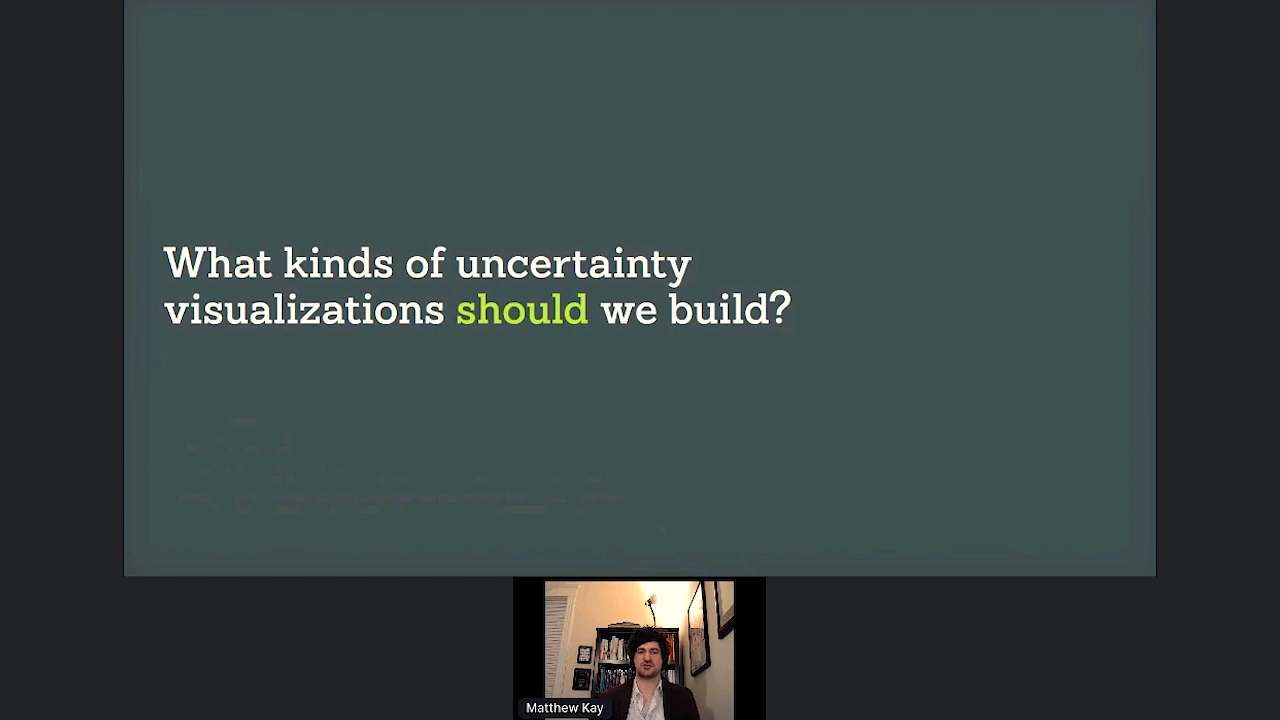 What kinds of uncertainty
visualizations should we build?
Matthew Kay